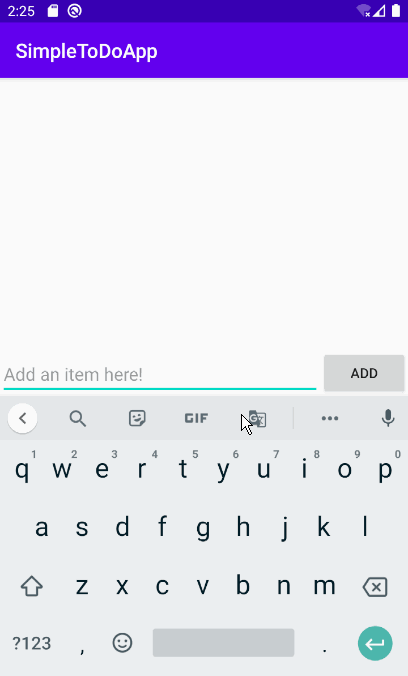 2:25
SimpleToDoApp
Add an item here!
ADD
GIF
1 2 3 4 5 6 7 8 9 0
q w e r t y u i o p
a s d f g h j k l
z x c v b n m
?123 , .